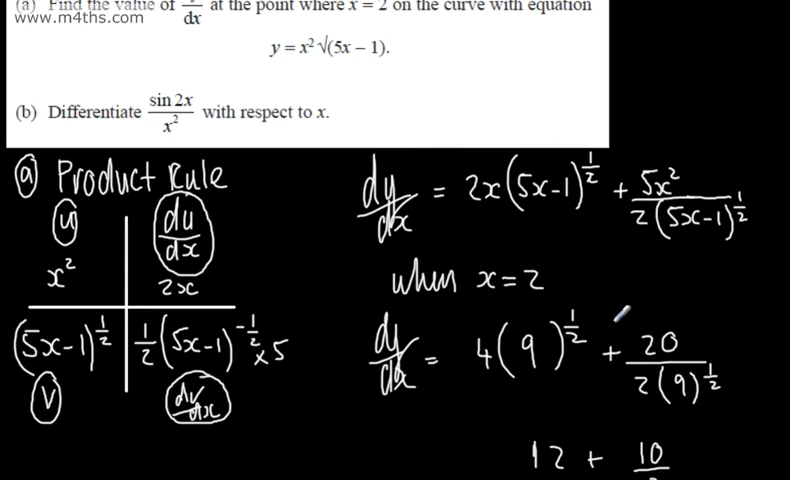 (a) Find the value of dy/dx at the point where x = 2 on the curve with equation
www.m4ths.com
y = x² √(5x – 1).
(b) Differentiate sin 2x / x² with respect to x.
ⓐ Product Rule
u du/dx
x² 2x
(5x-1)^½ ½(5x-1)^-½ × 5
v dv/dx
dy/dx = 2x(5x-1)^½ + 5x² / 2(5x-1)^½
when x = 2
dy/dx = 4(9)^½ + 20 / 2(9)^½
12 + 10